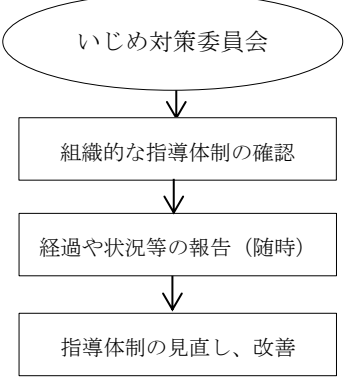 いじめ対策委員会
組織的な指導体制の確認
経過や状況等の報告（随時）
指導体制の見直し、改善